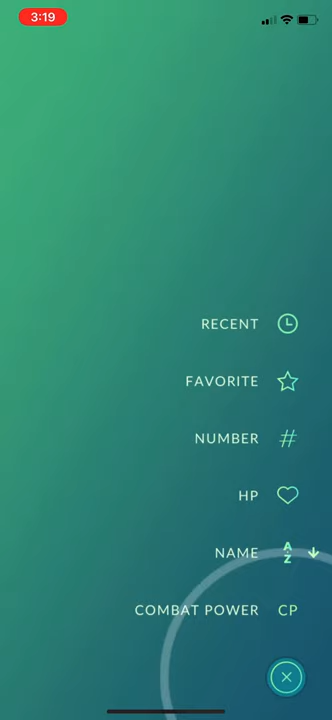 3:19
RECENT
FAVORITE
NUMBER #
HP
NAME A Z
COMBAT POWER CP